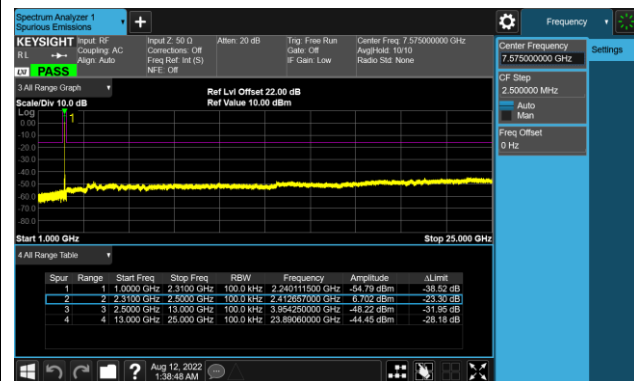 Spectrum Analyzer 1
Spurious Emissions
Frequency
KEYSIGHT Input: RF Input Z: 50 Ω Atten: 20 dB Trig: Free Run Center Freq: 7.575000000 GHz
RL Coupling: AC Corrections: Off Gate: Off Avg|Hold: 10/10
Align: Auto Freq Ref: Int (S) IF Gain: Low Radio Std: None
NFE: Off
LXI PASS
Center Frequency
7.575000000 GHz
Settings
CF Step
2.500000 MHz
Auto
Man
Freq Offset
0 Hz
3 All Range Graph
Ref Lvl Offset 22.00 dB
Scale/Div 10.0 dB Ref Value 10.00 dBm
Log
1
0.00
-10.0
-20.0
-30.0
-40.0
-50.0
-60.0
-70.0
-80.0
Start 1.000 GHz Stop 25.000 GHz
4 All Range Table
Spur Range Start Freq Stop Freq RBW Frequency Amplitude ΔLimit
1 1 1.0000 GHz 2.3100 GHz 100.0 kHz 2.240111500 GHz -54.79 dBm -38.52 dB
2 2 2.3100 GHz 2.5000 GHz 100.0 kHz 2.412657000 GHz 6.702 dBm -23.30 dB
3 3 2.5000 GHz 13.000 GHz 100.0 kHz 3.954250000 GHz -48.22 dBm -31.95 dB
4 4 13.000 GHz 25.000 GHz 100.0 kHz 23.89060000 GHz -44.45 dBm -28.18 dB
? Aug 12, 2022
1:38:48 AM